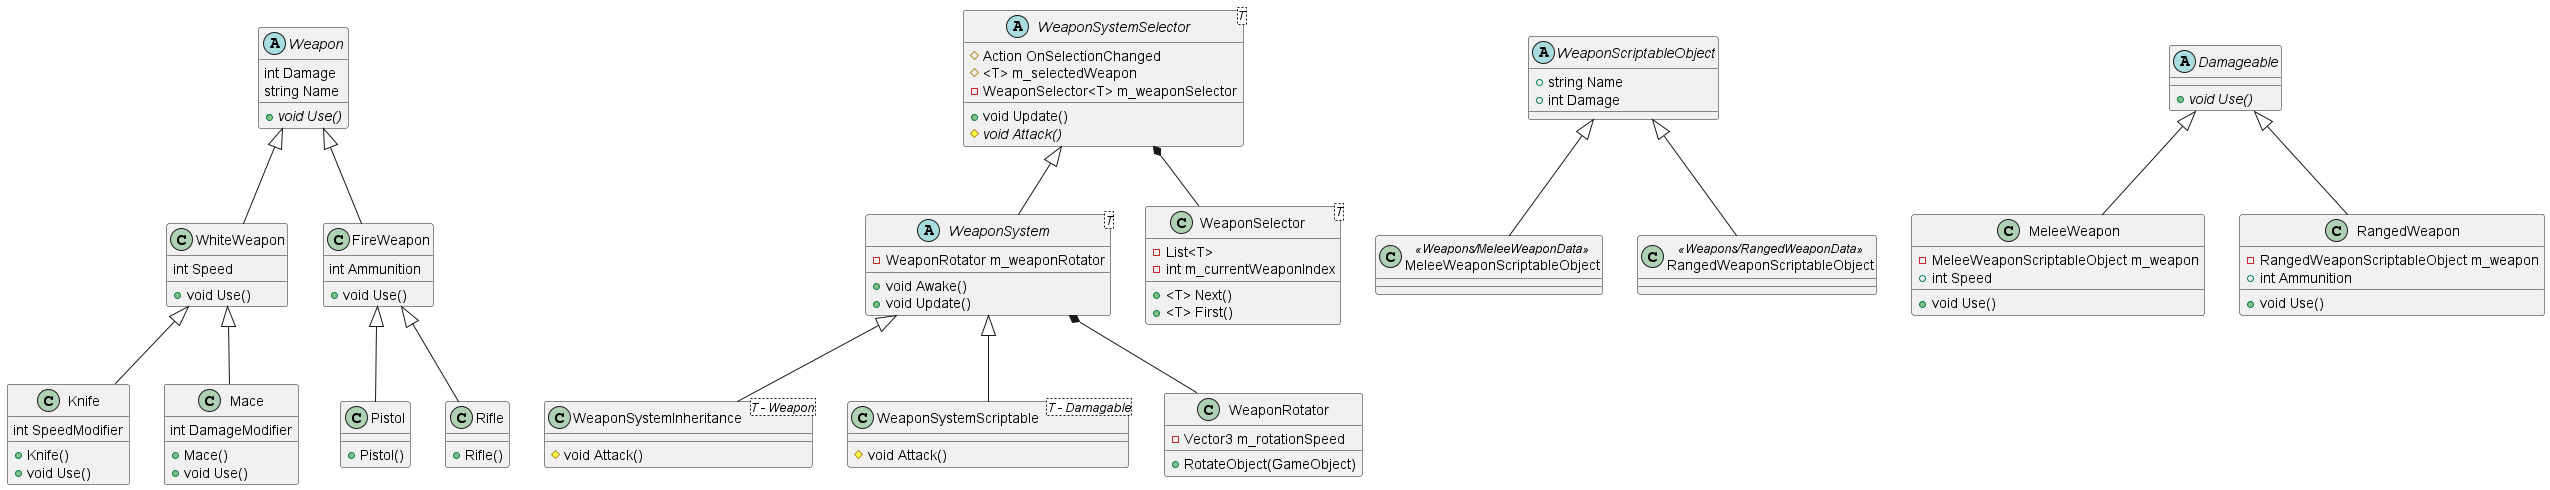 A Weapon
int Damage
string Name
void Use()
C WhiteWeapon
int Speed
void Use()
C FireWeapon
int Ammunition
void Use()
C Knife
int SpeedModifier
Knife()
void Use()
C Mace
int DamageModifier
Mace()
void Use()
C Pistol
Pistol()
C Rifle
Rifle()
A WeaponSystemSelector T
Action OnSelectionChanged
<T> m_selectedWeapon
WeaponSelector<T> m_weaponSelector
void Update()
void Attack()
A WeaponSystem T
WeaponRotator m_weaponRotator
void Awake()
void Update()
C WeaponSelector T
List<T>
int m_currentWeaponIndex
<T> Next()
<T> First()
C WeaponSystemInheritance T - Weapon
void Attack()
C WeaponSystemScriptable T - Damagable
void Attack()
C WeaponRotator
Vector3 m_rotationSpeed
RotateObject(GameObject)
A WeaponScriptableObject
string Name
int Damage
«Weapons/MeleeWeaponData»
C MeleeWeaponScriptableObject
«Weapons/RangedWeaponData»
C RangedWeaponScriptableObject
A Damageable
void Use()
C MeleeWeapon
MeleeWeaponScriptableObject m_weapon
int Speed
void Use()
C RangedWeapon
RangedWeaponScriptableObject m_weapon
int Ammunition
void Use()